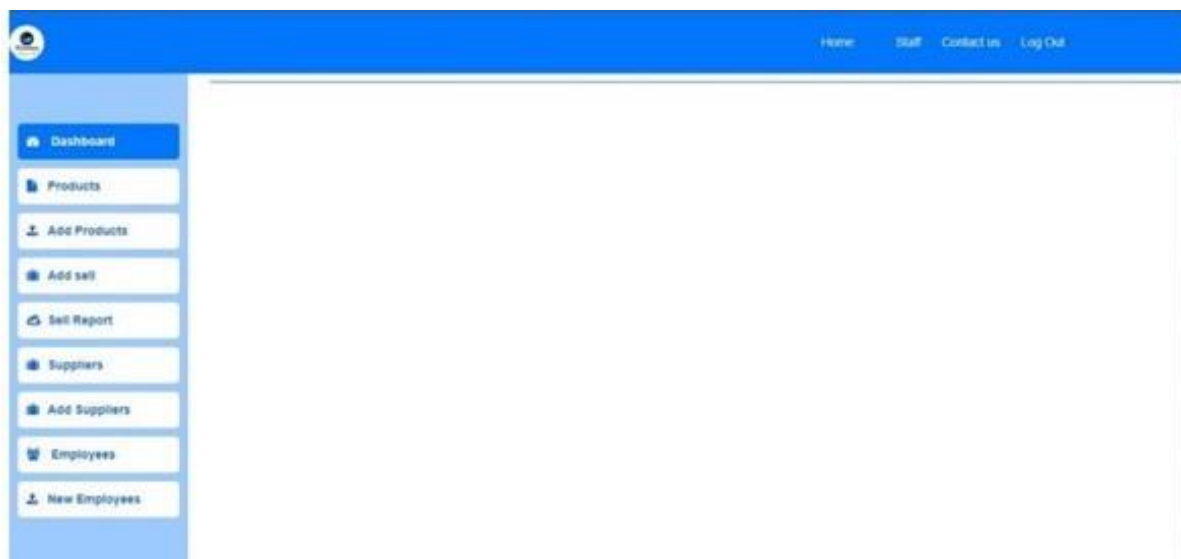 Home Staff Contact us Log Out
Dashboard
Products
Add Products
Add sell
Sell Report
Suppliers
Add Suppliers
Employees
New Employees